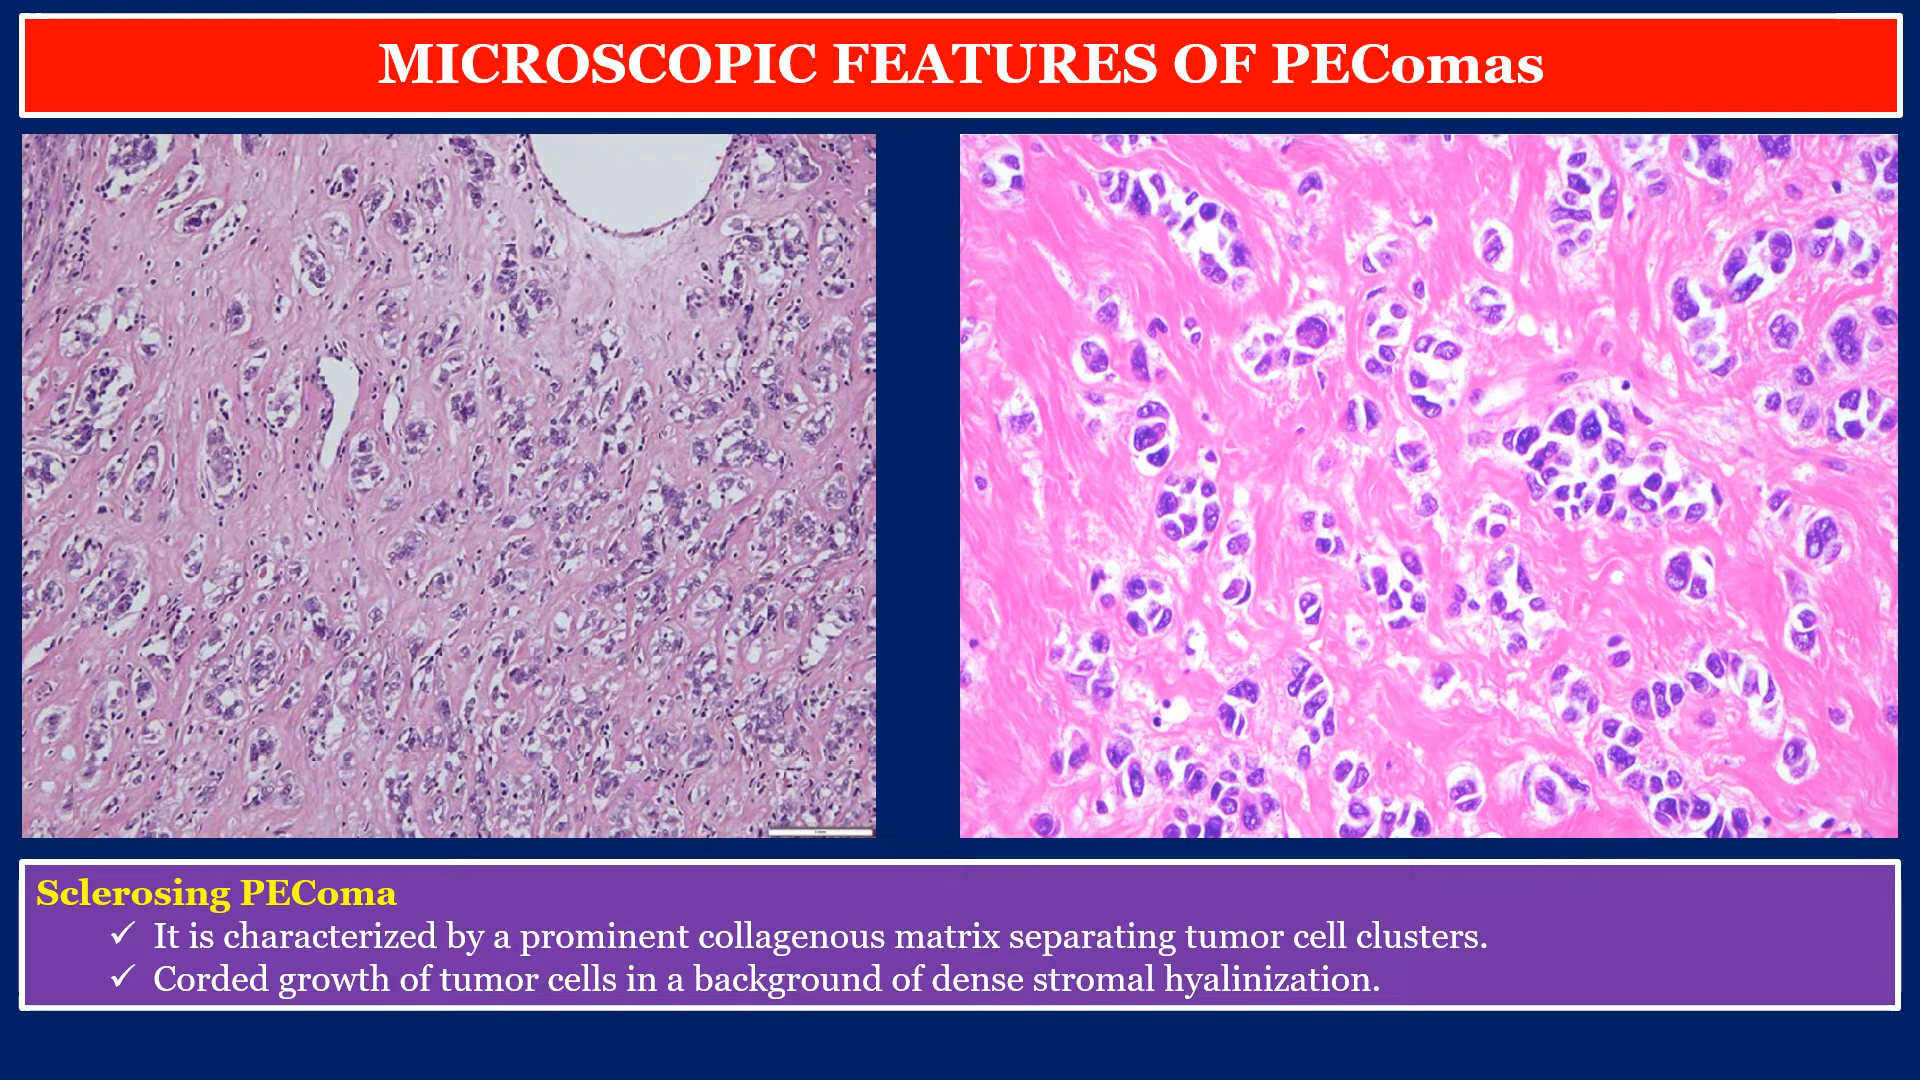 MICROSCOPIC FEATURES OF PEComas
Sclerosing PEComa
✓ It is characterized by a prominent collagenous matrix separating tumor cell clusters.
✓ Corded growth of tumor cells in a background of dense stromal hyalinization.